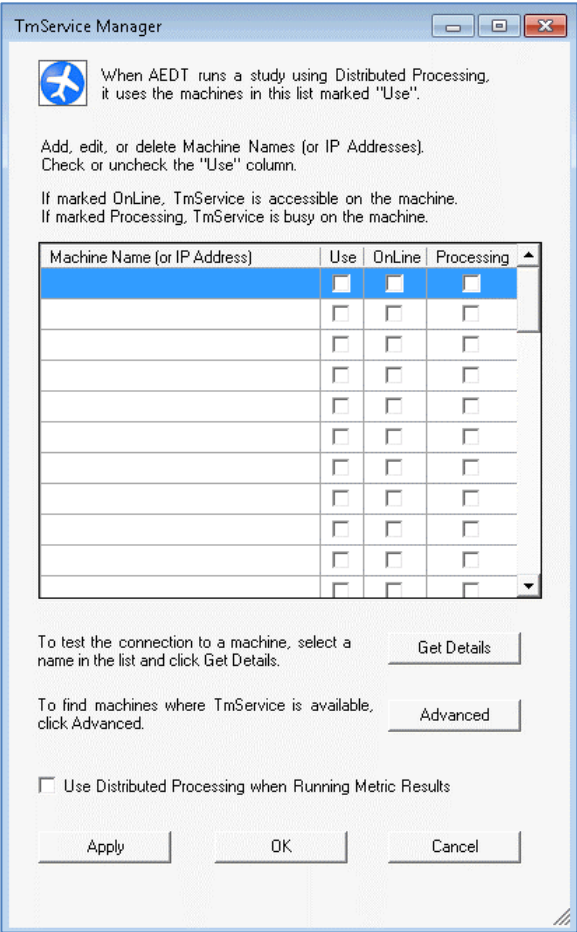 TmService Manager
When AEDT runs a study using Distributed Processing,
it uses the machines in this list marked "Use".
Add, edit, or delete Machine Names (or IP Addresses).
Check or uncheck the "Use" column.
If marked OnLine, TmService is accessible on the machine.
If marked Processing, TmService is busy on the machine.
Machine Name (or IP Address) Use OnLine Processing
To test the connection to a machine, select a
name in the list and click Get Details.
Get Details
To find machines where TmService is available,
click Advanced.
Advanced
Use Distributed Processing when Running Metric Results
Apply OK Cancel